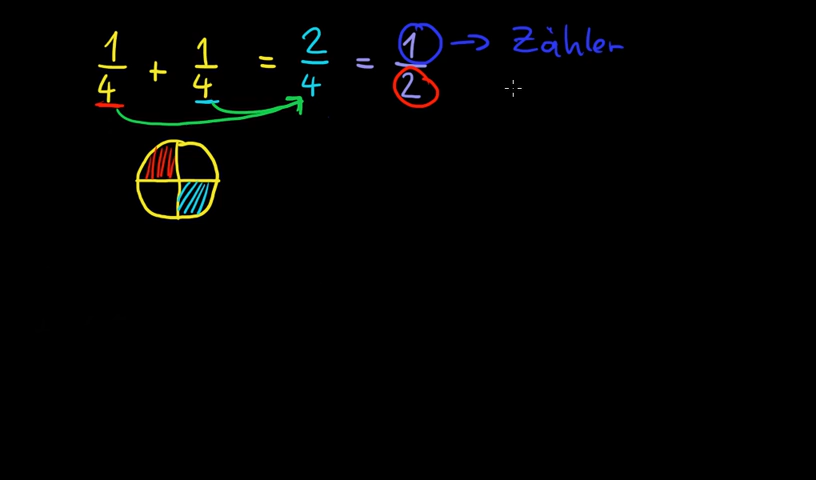 1/4 + 1/4 = 2/4 = 1/2 → Zähler